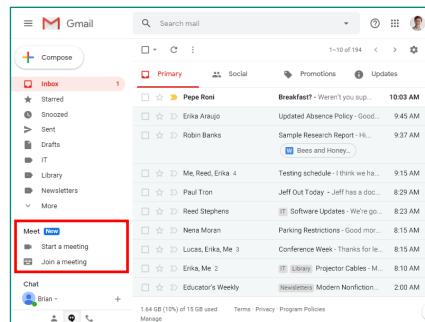 Gmail
Search mail
Compose
1–10 of 194
Primary
Social
Promotions
Updates
Inbox 1
Starred
Snoozed
Sent
Drafts
IT
Library
Newsletters
More
Pepe Roni Breakfast? - Weren't you sup... 10:03 AM
Erika Araujo Updated Absence Policy - Good... 9:45 AM
Robin Banks Sample Research Report - Hi... 9:37 AM
W Bees and Honey...
Me, Reed, Erika 4 Testing schedule - I think we ha... 9:15 AM
Paul Tron Jeff Out Today - Jeff has a doc... 8:29 AM
Reed Stephens IT Software Updates - We're go... 8:23 AM
Nena Moran Parking Restrictions - Good mor... 8:15 AM
Lucas, Erika, Me 3 Conference Week - Thanks for le... 8:15 AM
Erika, Me 2 IT Library Projector Cables - M... 8:10 AM
Educator's Weekly Newsletters Modern Nonfiction... 2:00 AM
Meet New
Start a meeting
Join a meeting
Chat
Brian
1.64 GB (10%) of 15 GB used
Manage
Terms · Privacy · Program Policies